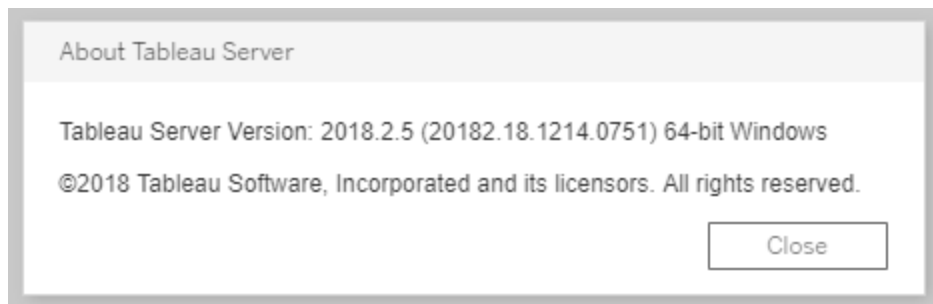 About Tableau Server
Tableau Server Version: 2018.2.5 (20182.18.1214.0751) 64-bit Windows
©2018 Tableau Software, Incorporated and its licensors. All rights reserved.
Close